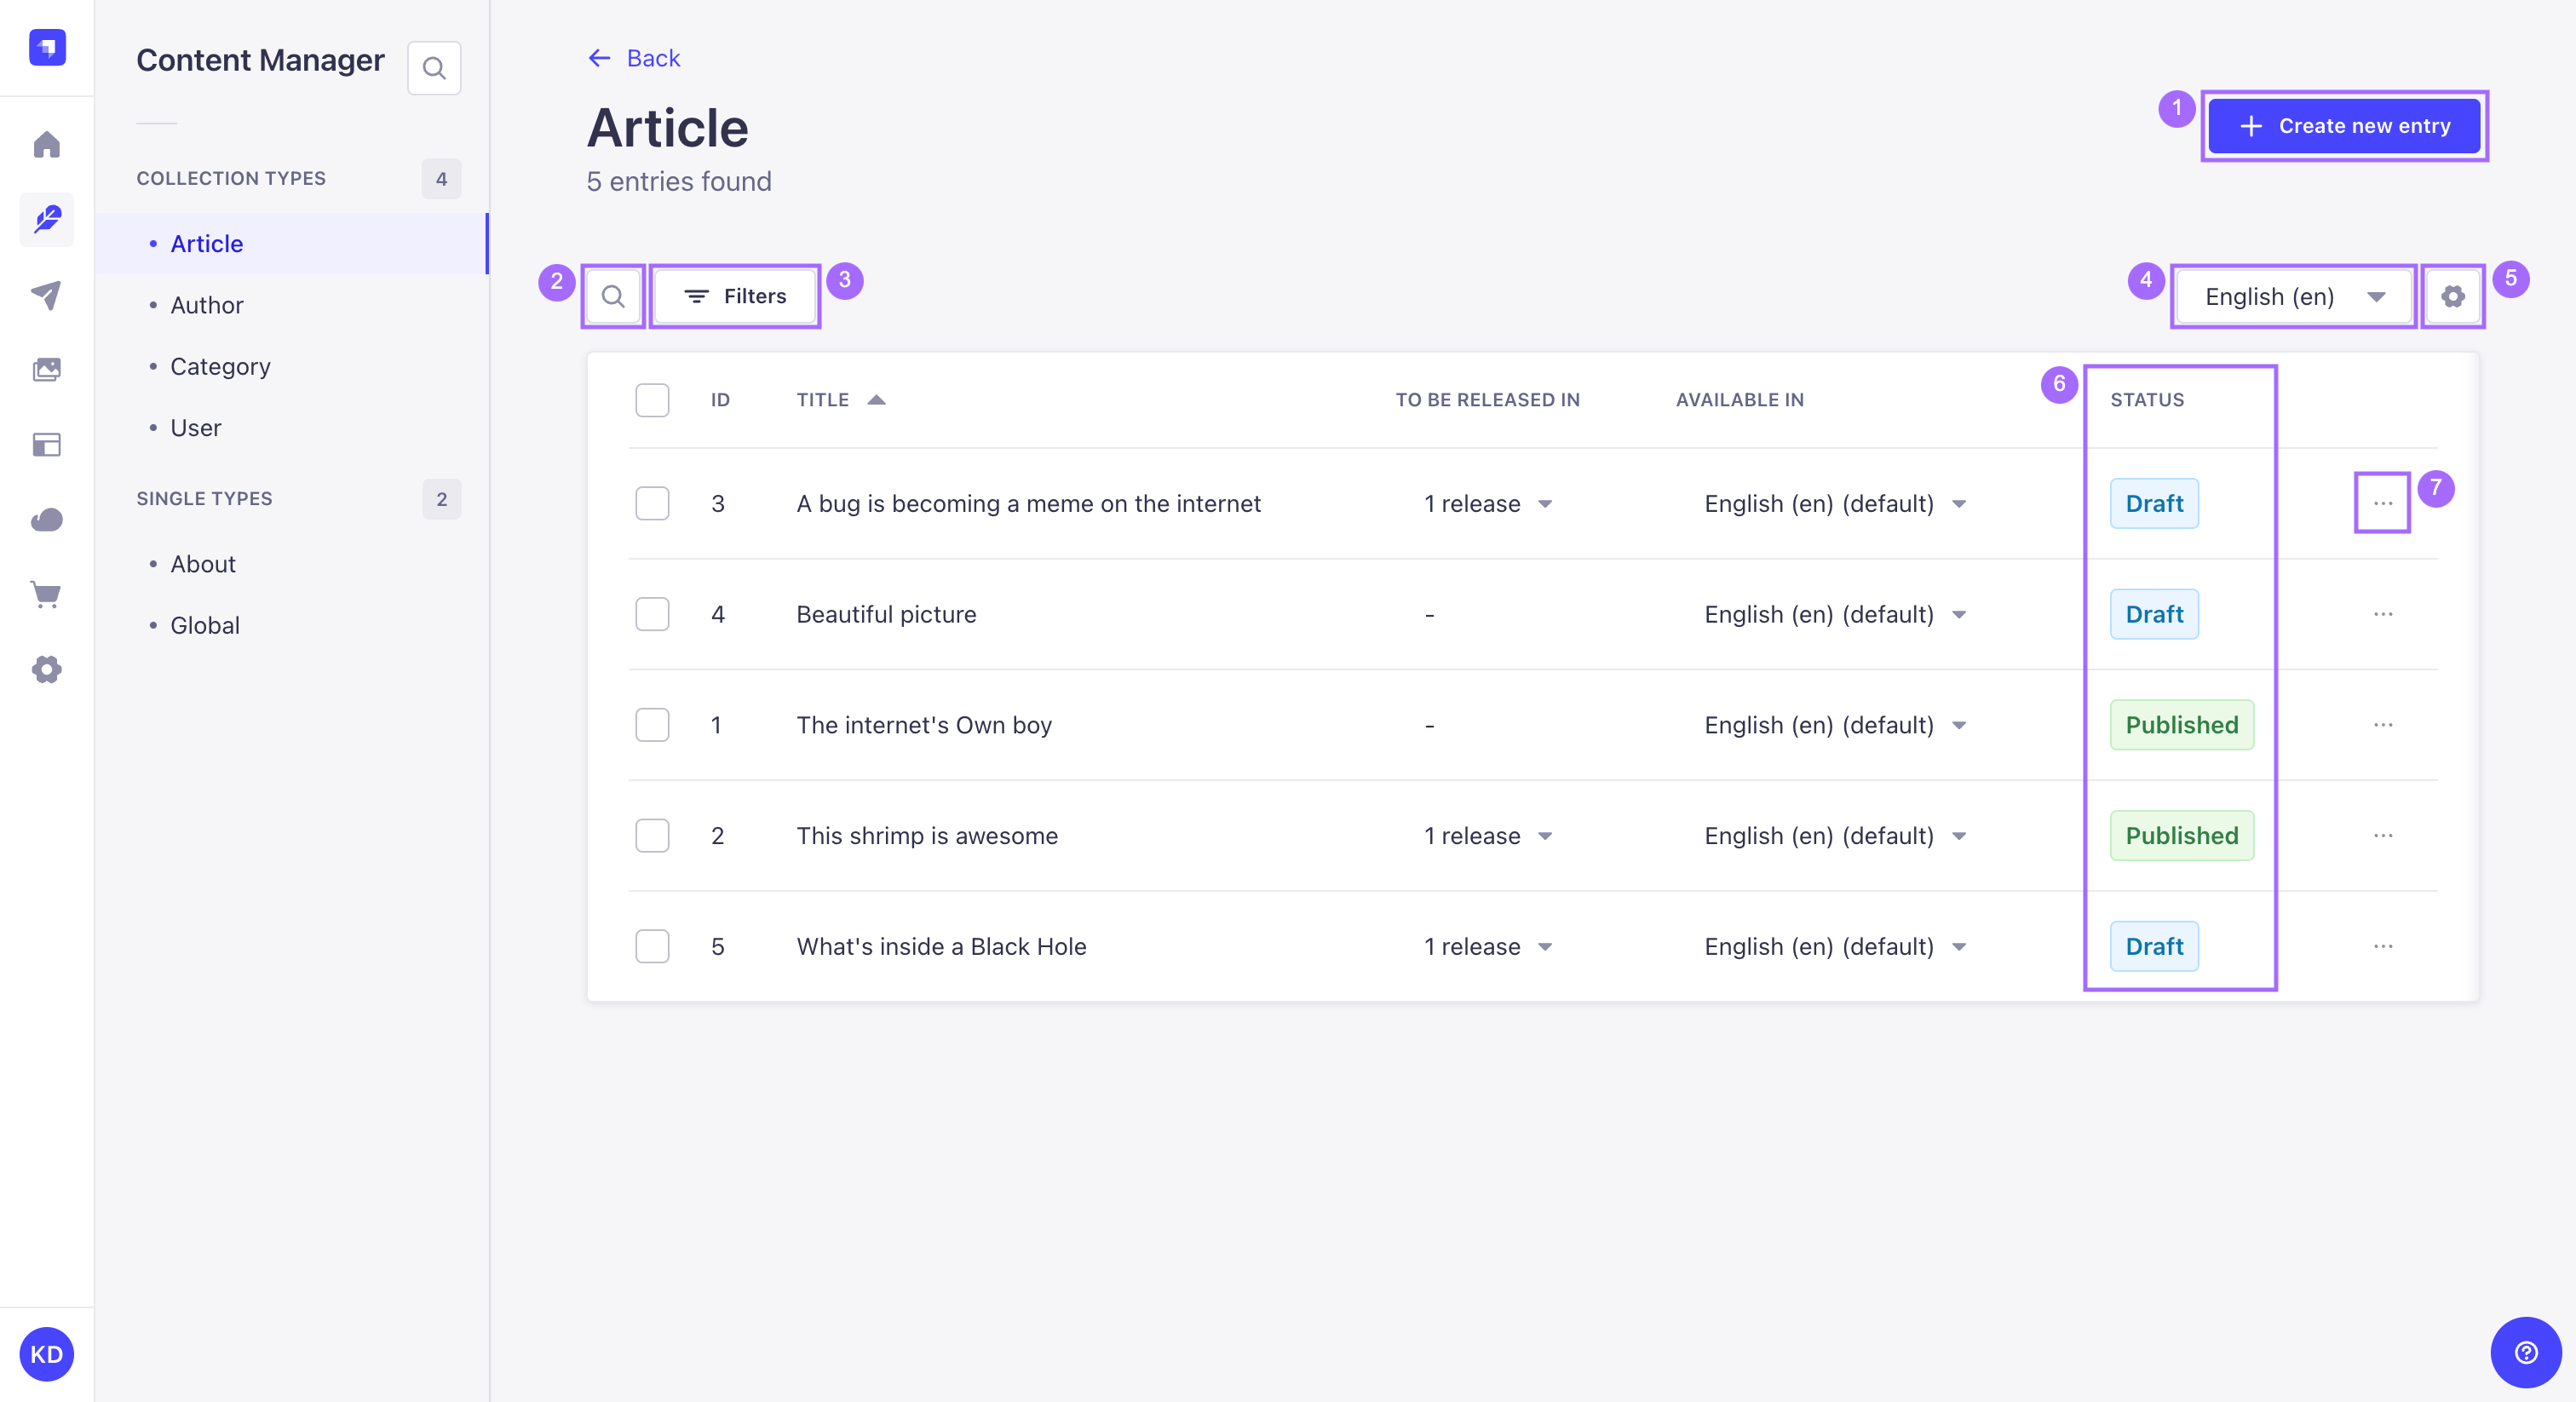 Content Manager
COLLECTION TYPES 4
Article
Author
Category
User
SINGLE TYPES 2
About
Global
KD
Back
Article
5 entries found
1
Create new entry
2
Filters
3
4
English (en)
5
ID TITLE TO BE RELEASED IN AVAILABLE IN 6 STATUS
3 A bug is becoming a meme on the internet 1 release English (en) (default) Draft ... 7
4 Beautiful picture - English (en) (default) Draft ...
1 The internet's Own boy - English (en) (default) Published ...
2 This shrimp is awesome 1 release English (en) (default) Published ...
5 What's inside a Black Hole 1 release English (en) (default) Draft ...